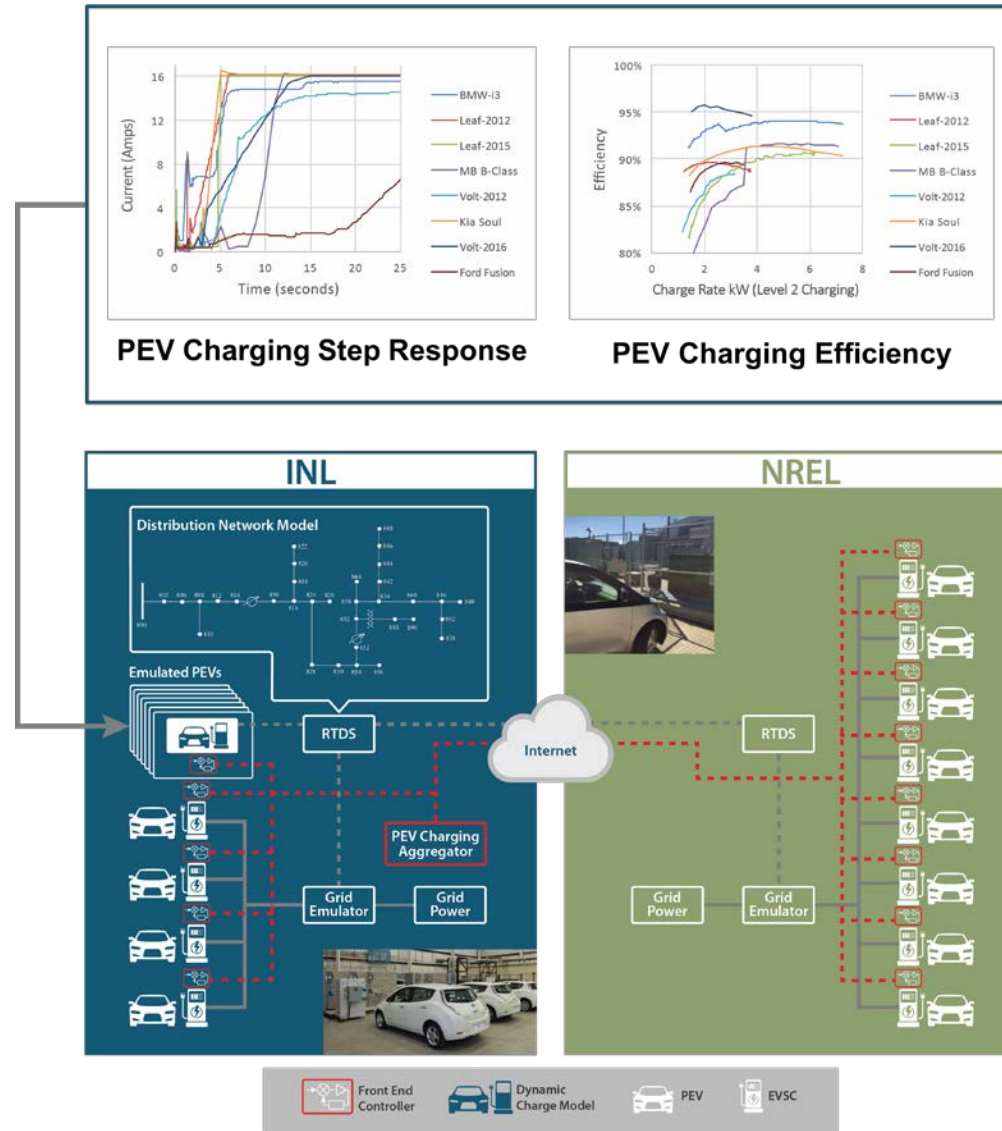 16
12
8
4
0
Current (Amps)
0 5 10 15 20 25
Time (seconds)
BMW-i3
Leaf-2012
Leaf-2015
MB B-Class
Volt-2012
Kia Soul
Volt-2016
Ford Fusion
PEV Charging Step Response
100%
95%
90%
85%
80%
Efficiency
0 2 4 6 8
Charge Rate kW (Level 2 Charging)
BMW-i3
Leaf-2012
Leaf-2015
MB B-Class
Volt-2012
Kia Soul
Volt-2016
Ford Fusion
PEV Charging Efficiency
INL
Distribution Network Model
Emulated PEVs
RTDS
PEV Charging
Aggregator
Grid
Emulator
Grid
Power
Internet
NREL
RTDS
Grid
Power
Grid
Emulator
Front End
Controller
Dynamic
Charge Model
PEV
EVSC